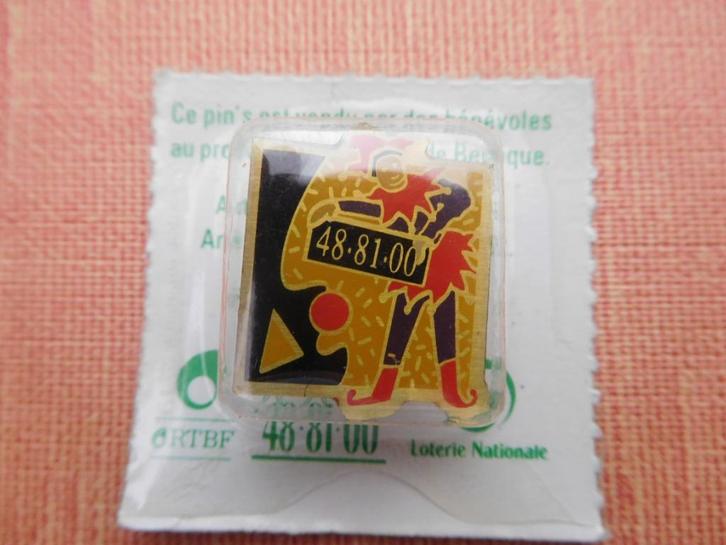 Ce pin's est vendu par des bénévoles
au de Belgique.
48·81·00
RTBF
48·81·00
Loterie Nationale